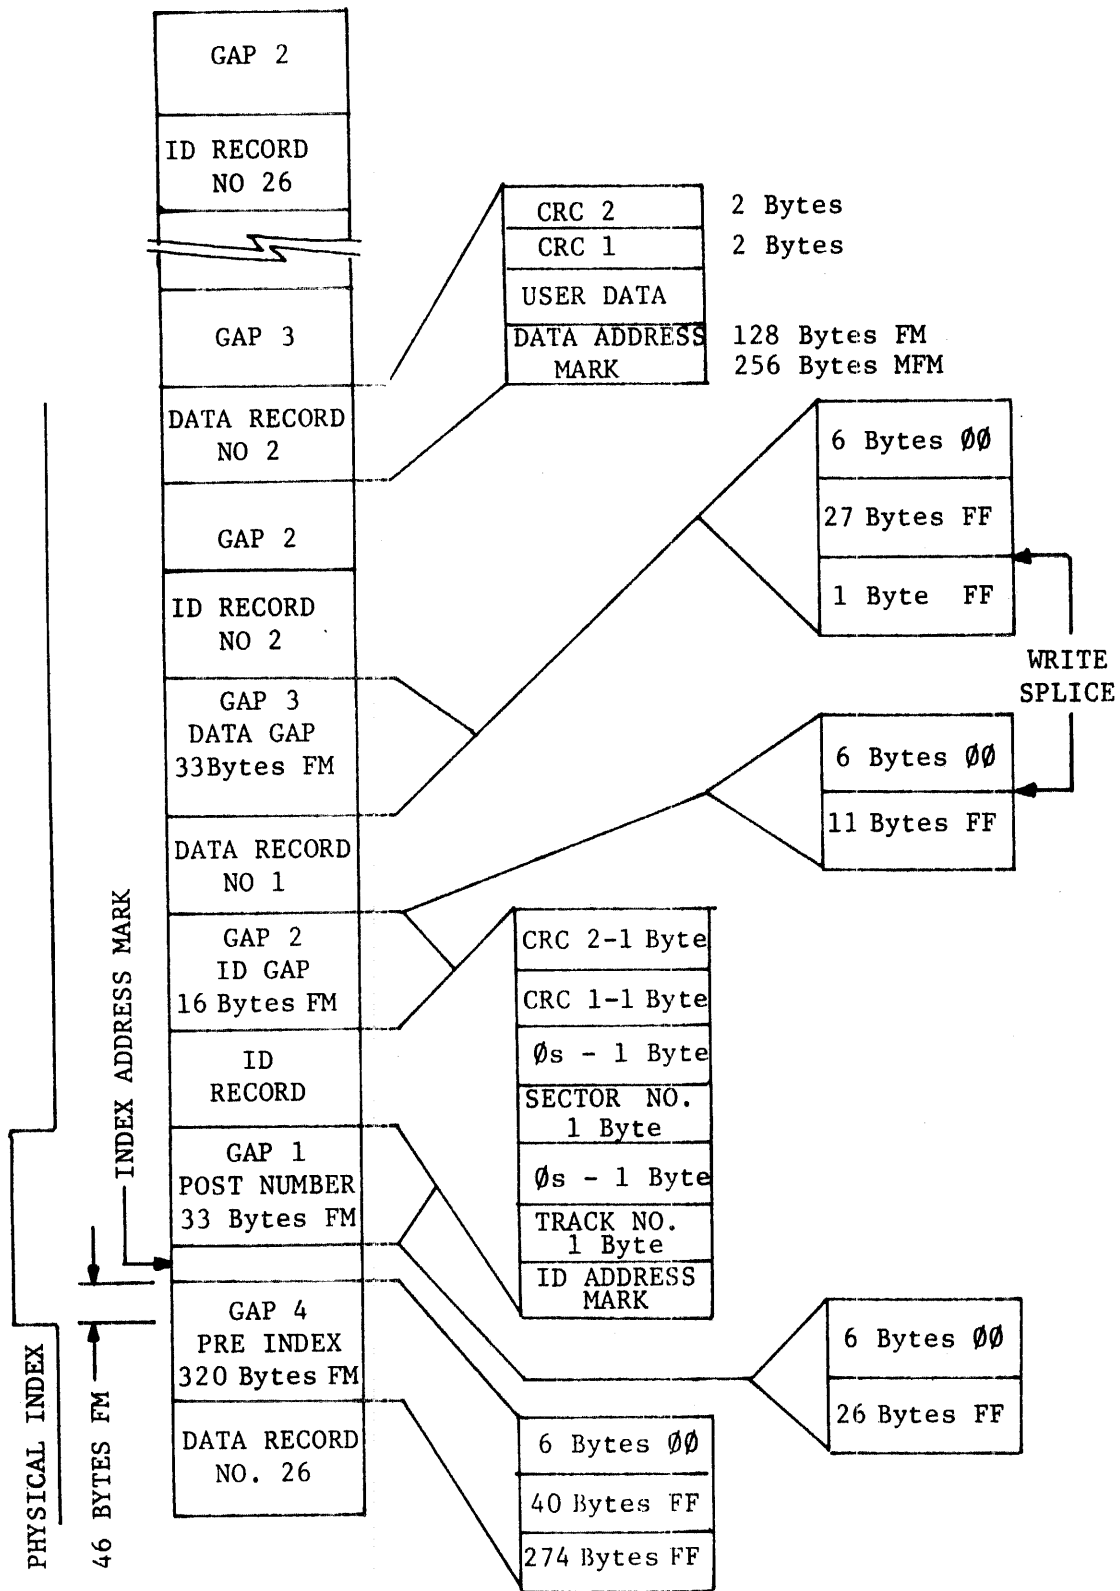 GAP 2
ID RECORD
NO 26
GAP 3
DATA RECORD
NO 2
GAP 2
ID RECORD
NO 2
GAP 3
DATA GAP
33Bytes FM
DATA RECORD
NO 1
GAP 2
ID GAP
16 Bytes FM
ID
RECORD
GAP 1
POST NUMBER
33 Bytes FM
GAP 4
PRE INDEX
320 Bytes FM
DATA RECORD
NO. 26
CRC 2
2 Bytes
CRC 1
2 Bytes
USER DATA
DATA ADDRESS
MARK
128 Bytes FM
256 Bytes MFM
6 Bytes ØØ
27 Bytes FF
1 Byte FF
WRITE
SPLICE
6 Bytes ØØ
11 Bytes FF
CRC 2-1 Byte
CRC 1-1 Byte
Øs - 1 Byte
SECTOR NO.
1 Byte
Øs - 1 Byte
TRACK NO.
1 Byte
ID ADDRESS
MARK
6 Bytes ØØ
26 Bytes FF
6 Bytes ØØ
40 Bytes FF
274 Bytes FF
INDEX ADDRESS MARK
PHYSICAL INDEX
46 BYTES FM